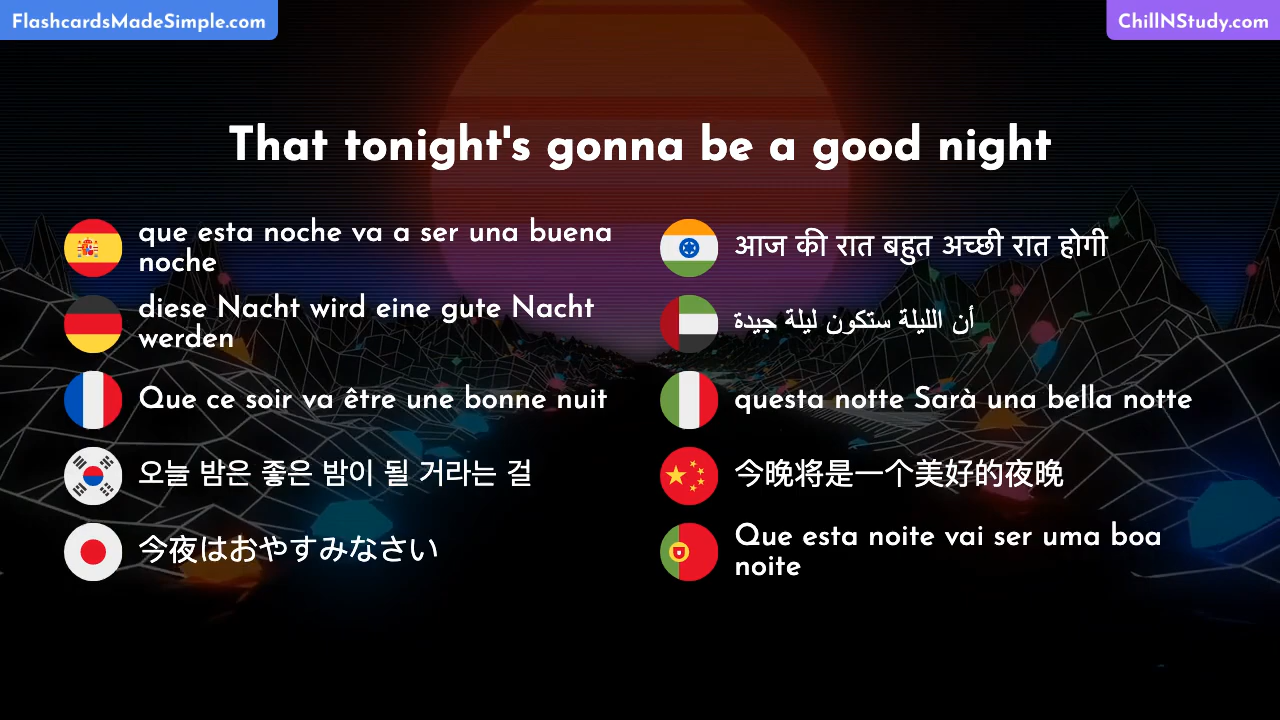 FlashcardsMadeSimple.com
ChillNStudy.com
That tonight's gonna be a good night
que esta noche va a ser una buena
noche
diese Nacht wird eine gute Nacht
werden
Que ce soir va être une bonne nuit
오늘 밤은 좋은 밤이 될 거라는 걸
今夜はおやすみなさい
आज की रात बहुत अच्छी रात होगी
أن الليلة ستكون ليلة جيدة
questa notte Sarà una bella notte
今晚将是一个美好的夜晚
Que esta noite vai ser uma boa
noite